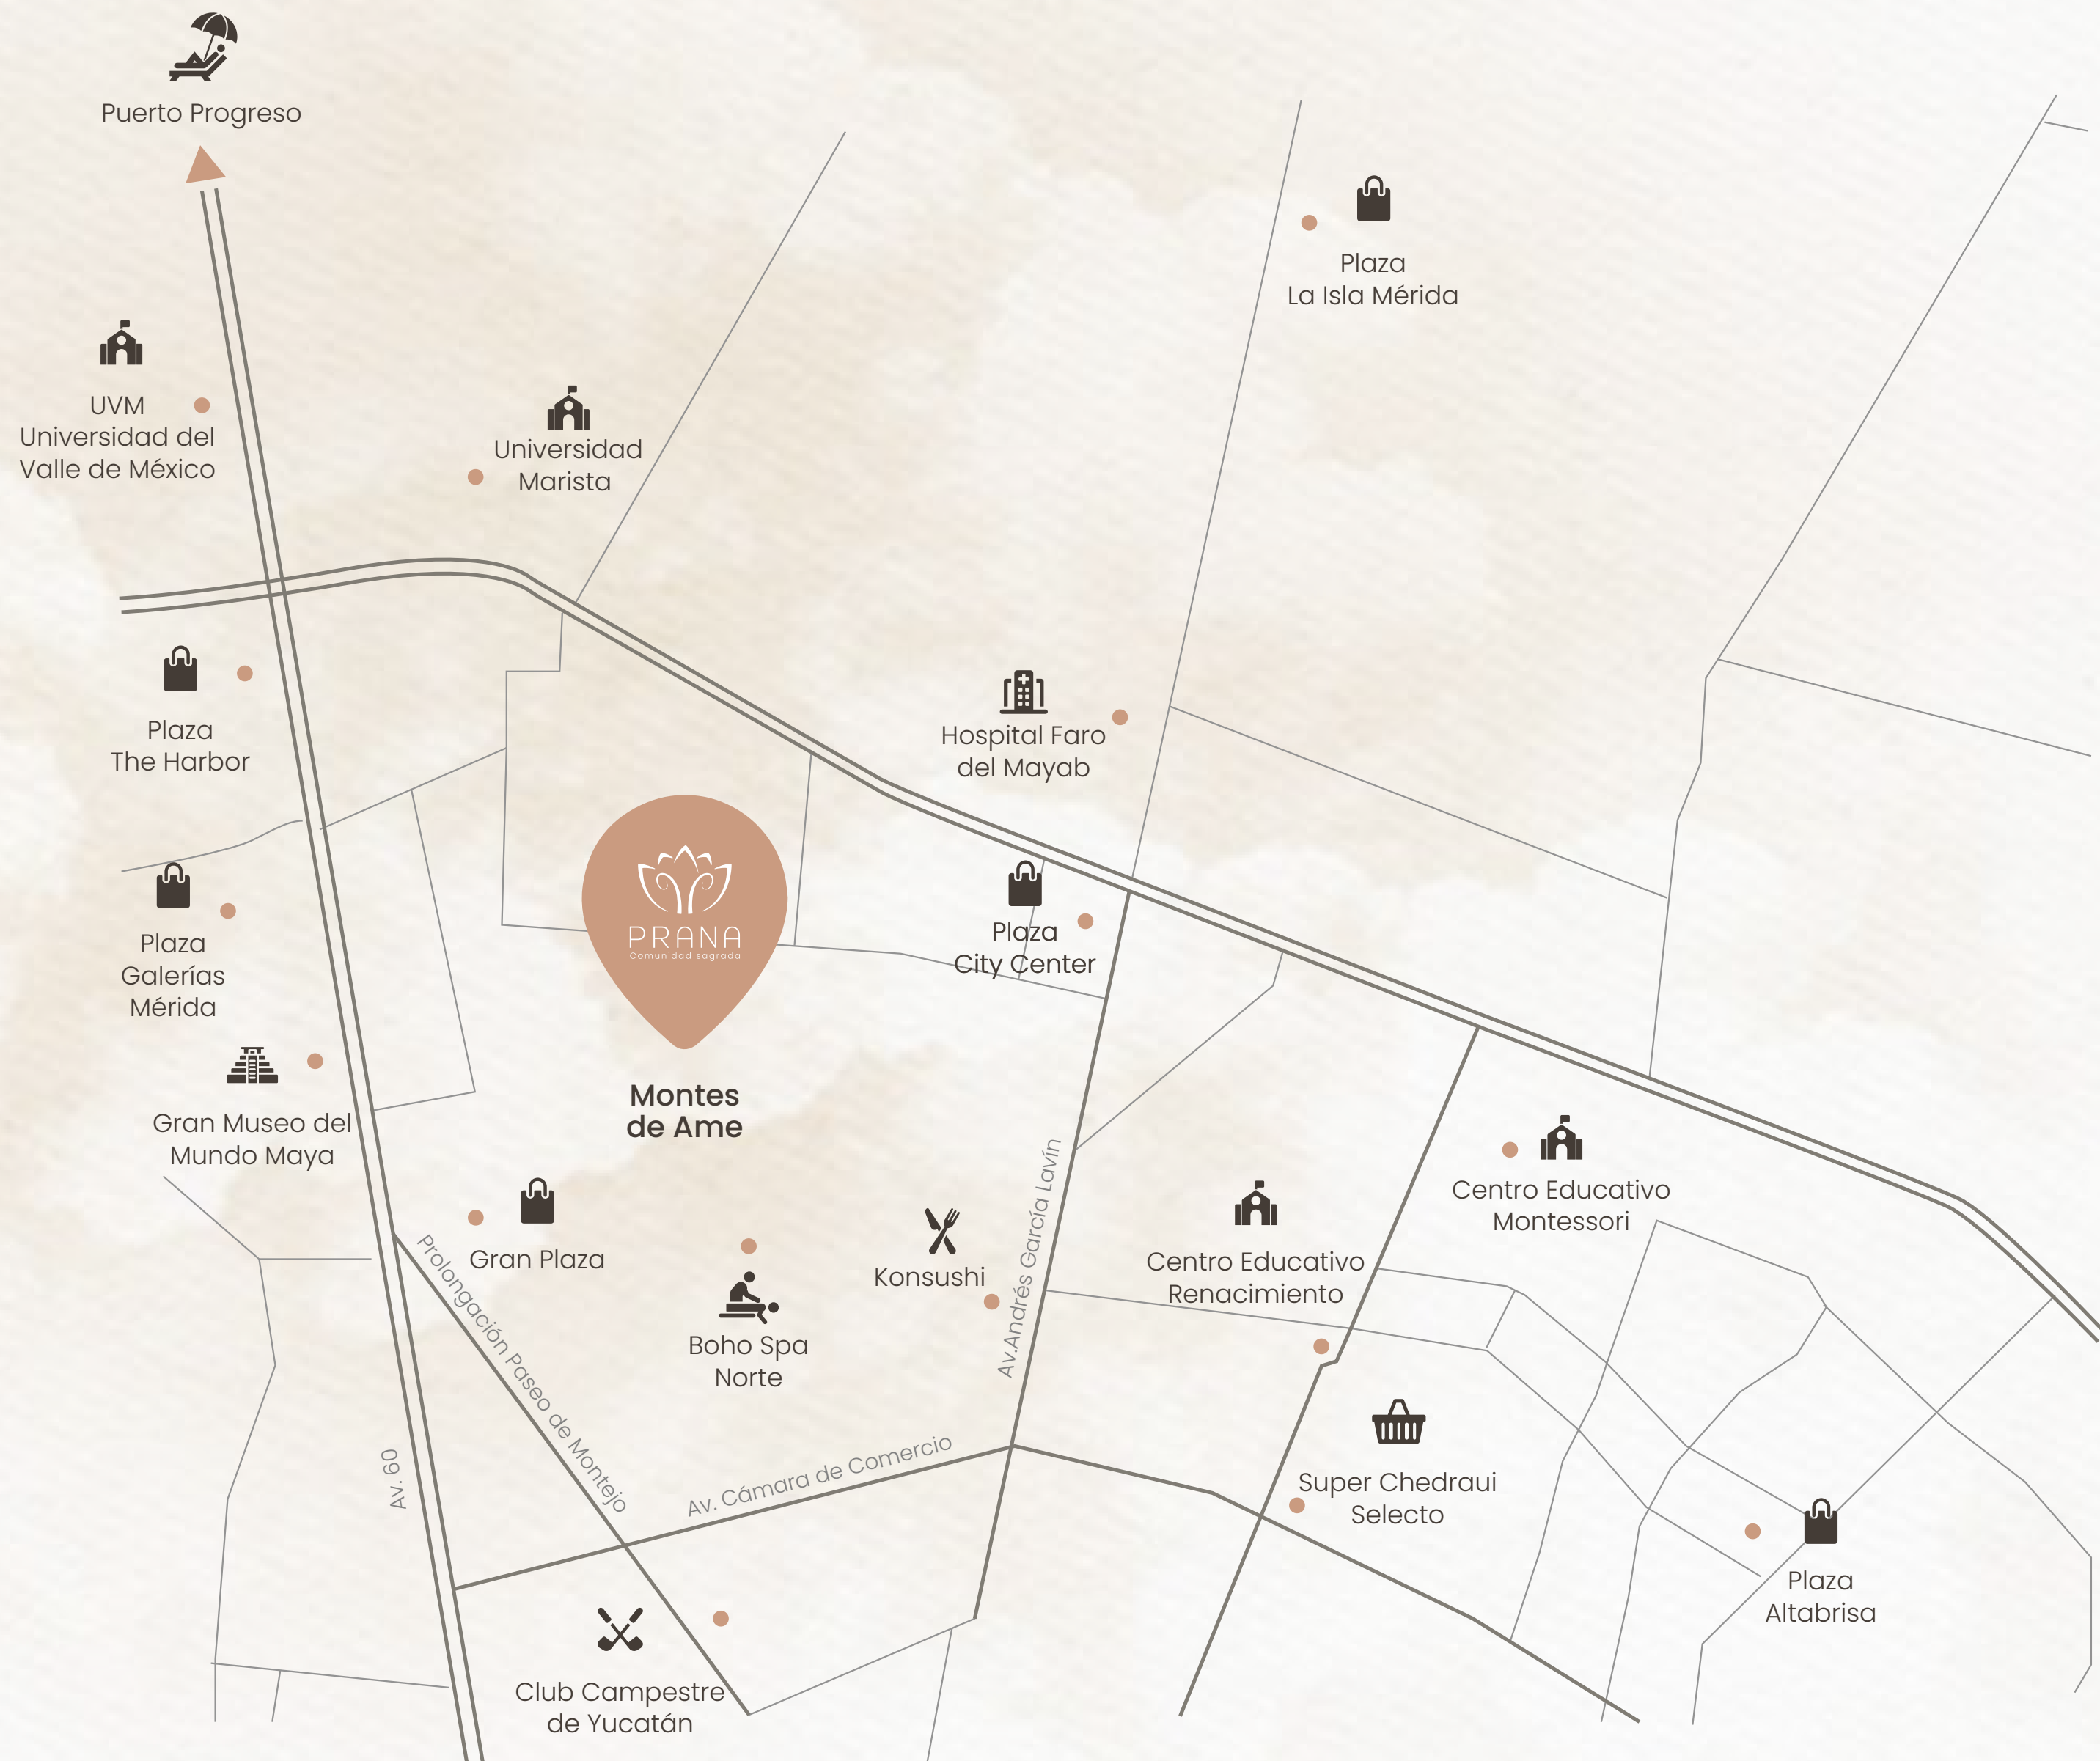 Puerto Progreso
Plaza
La Isla Mérida
UVM
Universidad del
Valle de México
Universidad
Marista
Plaza
The Harbor
Hospital Faro
del Mayab
Plaza
Galerías
Mérida
PRANA
Comunidad sagrada
Plaza
City Center
Montes
de Ame
Gran Museo del
Mundo Maya
Gran Plaza
Boho Spa
Norte
Konsushi
Av.Andrés García Lavín
Centro Educativo
Renacimiento
Centro Educativo
Montessori
Prolongación Paseo de Montejo
Av. 60
Av. Cámara de Comercio
Super Chedraui
Selecto
Plaza
Altabrisa
Club Campestre
de Yucatán